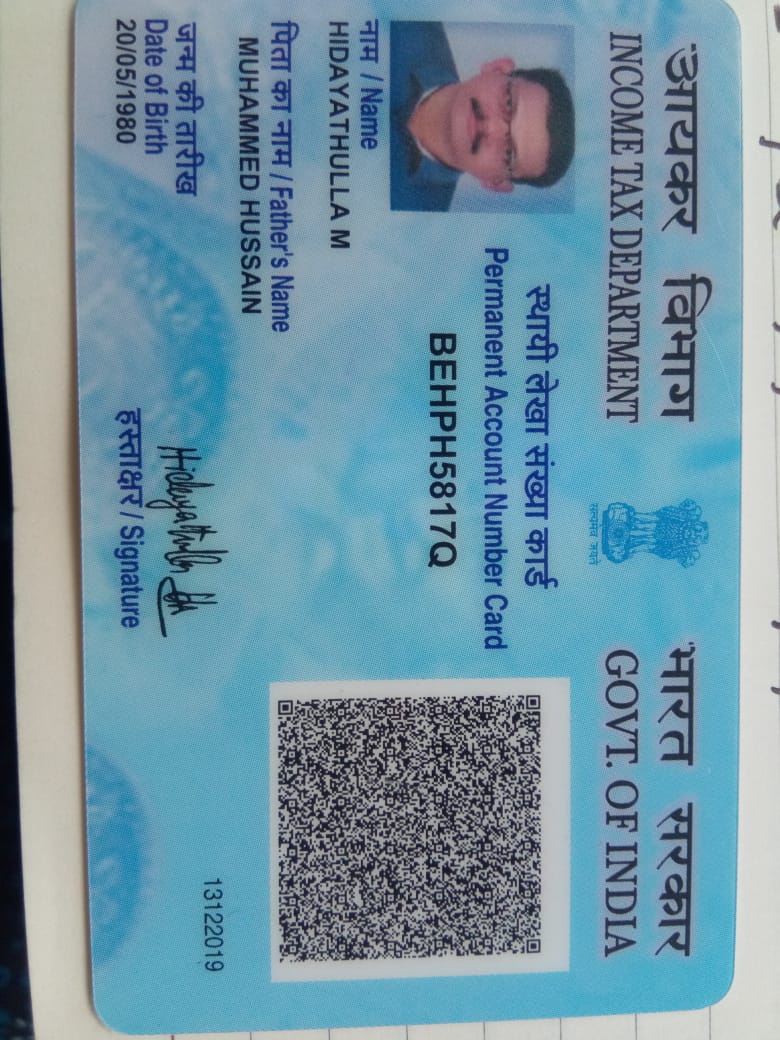 आयकर विभाग
INCOME TAX DEPARTMENT
सत्यमेव जयते
भारत सरकार
GOVT. OF INDIA
स्थायी लेखा संख्या कार्ड
Permanent Account Number Card
BEHPH5817Q
नाम / Name
HIDAYATHULLA M
पिता का नाम / Father's Name
MUHAMMED HUSSAIN
जन्म की तारीख
Date of Birth
20/05/1980
Hidayathulla
हस्ताक्षर / Signature
13122019